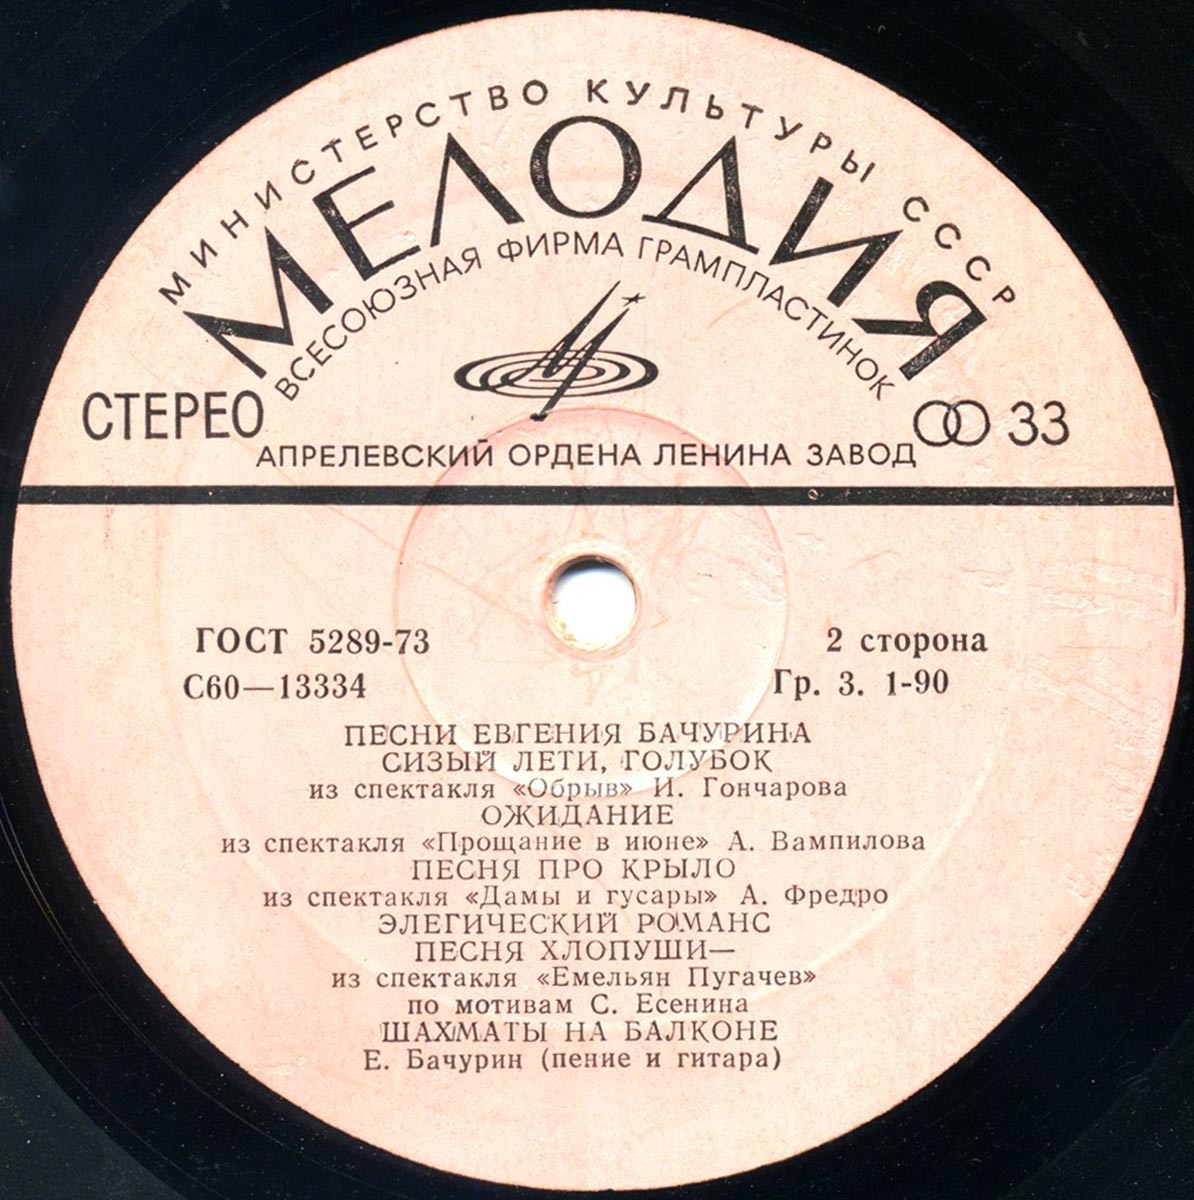 МИНИСТЕРСТВО КУЛЬТУРЫ СССР
МЕЛОДИЯ
ВСЕСОЮЗНАЯ ФИРМА ГРАМПЛАСТИНОК
СТЕРЕО
33
АПРЕЛЕВСКИЙ ОРДЕНА ЛЕНИНА ЗАВОД
ГОСТ 5289-73
2 сторона
С60—13334
Гр. 3. 1-90
ПЕСНИ ЕВГЕНИЯ БАЧУРИНА
СИЗЫЙ ЛЕТИ, ГОЛУБОК
из спектакля «Обрыв» И. Гончарова
ОЖИДАНИЕ
из спектакля «Прощание в июне» А. Вампилова
ПЕСНЯ ПРО КРЫЛО
из спектакля «Дамы и гусары» А. Фредро
ЭЛЕГИЧЕСКИЙ РОМАНС
ПЕСНЯ ХЛОПУШИ—
из спектакля «Емельян Пугачев»
по мотивам С. Есенина
ШАХМАТЫ НА БАЛКОНЕ
Е. Бачурин (пение и гитара)